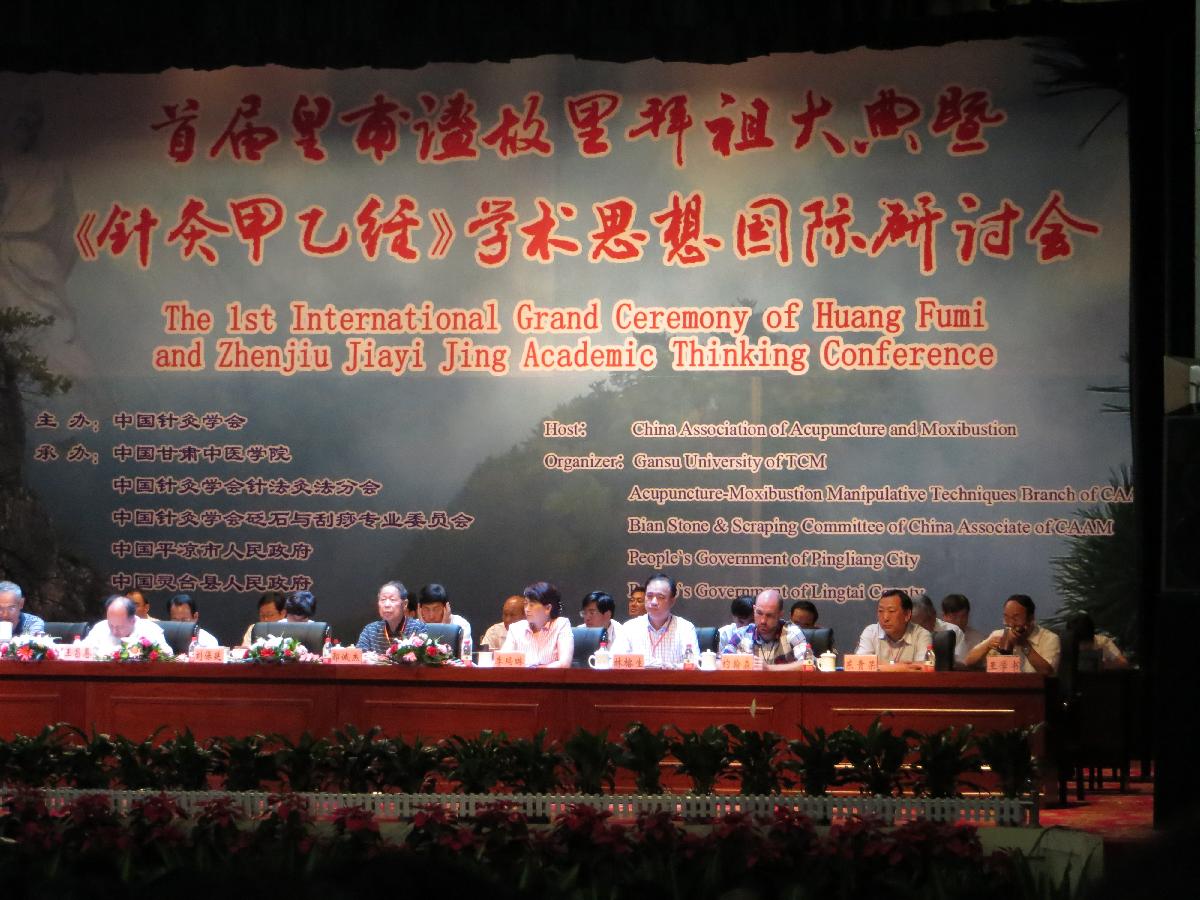 首届皇甫谧故里拜祖大典暨
《针灸甲乙经》学术思想国际研讨会
The 1st International Grand Ceremony of Huang Fumi
and Zhenjiu Jiayi Jing Academic Thinking Conference
主 办: 中国针灸学会
承 办: 中国甘肃中医学院
中国针灸学会针法灸法分会
中国针灸学会砭石与刮痧专业委员会
中国平凉市人民政府
中国灵台县人民政府
Host: China Association of Acupuncture and Moxibustion
Organizer: Gansu University of TCM
Acupuncture-Moxibustion Manipulative Techniques Branch of CAA
Bian Stone & Scraping Committee of China Associate of CAAM
People's Government of Pingliang City
Government of Lingtai